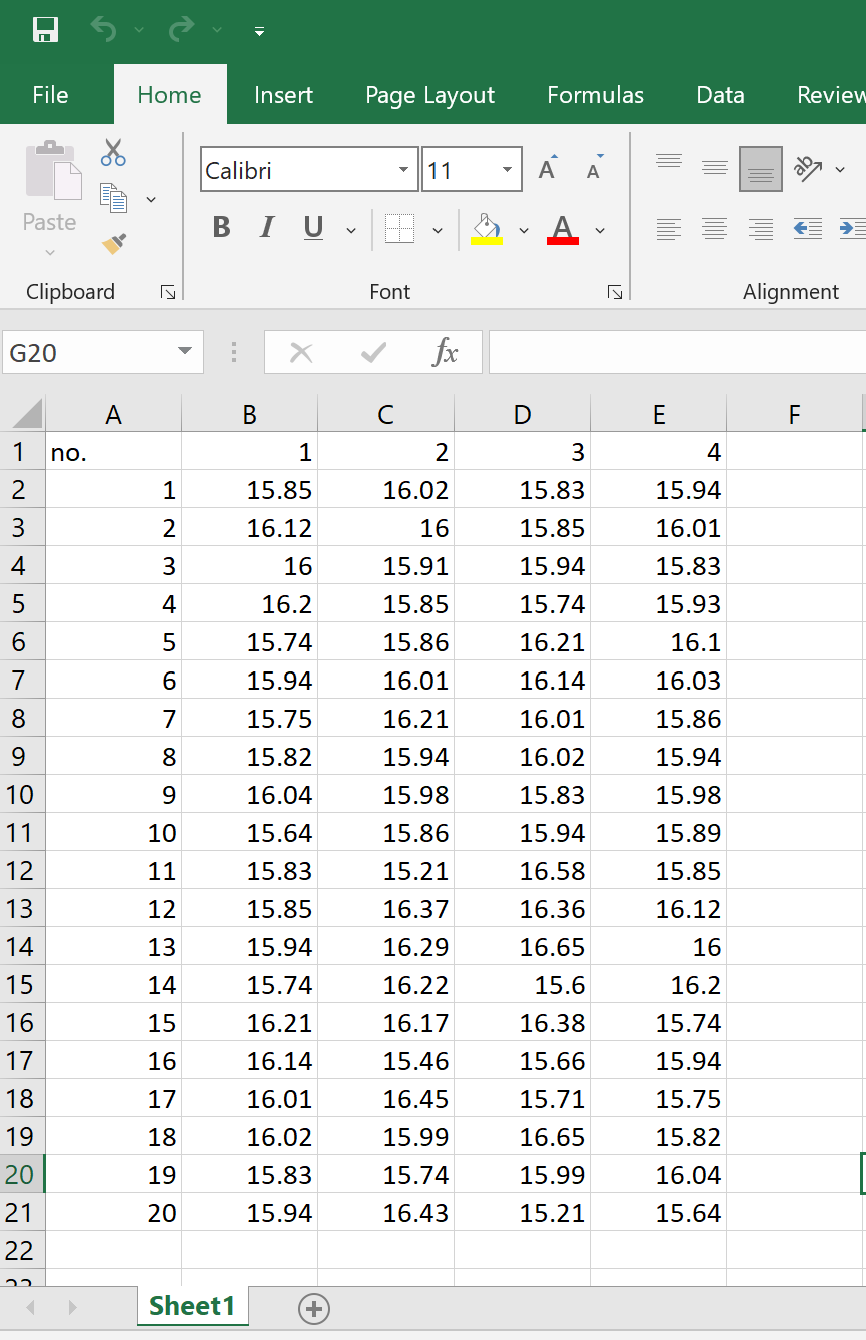 File Home Insert Page Layout Formulas Data Review
Calibri 11 A A ab
Paste
B I U A
Clipboard Font Alignment
G20 fx
A B C D E F
1 no. 1 2 3 4
2 1 15.85 16.02 15.83 15.94
3 2 16.12 16 15.85 16.01
4 3 16 15.91 15.94 15.83
5 4 16.2 15.85 15.74 15.93
6 5 15.74 15.86 16.21 16.1
7 6 15.94 16.01 16.14 16.03
8 7 15.75 16.21 16.01 15.86
9 8 15.82 15.94 16.02 15.94
10 9 16.04 15.98 15.83 15.98
11 10 15.64 15.86 15.94 15.89
12 11 15.83 15.21 16.58 15.85
13 12 15.85 16.37 16.36 16.12
14 13 15.94 16.29 16.65 16
15 14 15.74 16.22 15.6 16.2
16 15 16.21 16.17 16.38 15.74
17 16 16.14 15.46 15.66 15.94
18 17 16.01 16.45 15.71 15.75
19 18 16.02 15.99 16.65 15.82
20 19 15.83 15.74 15.99 16.04
21 20 15.94 16.43 15.21 15.64
22
Sheet1